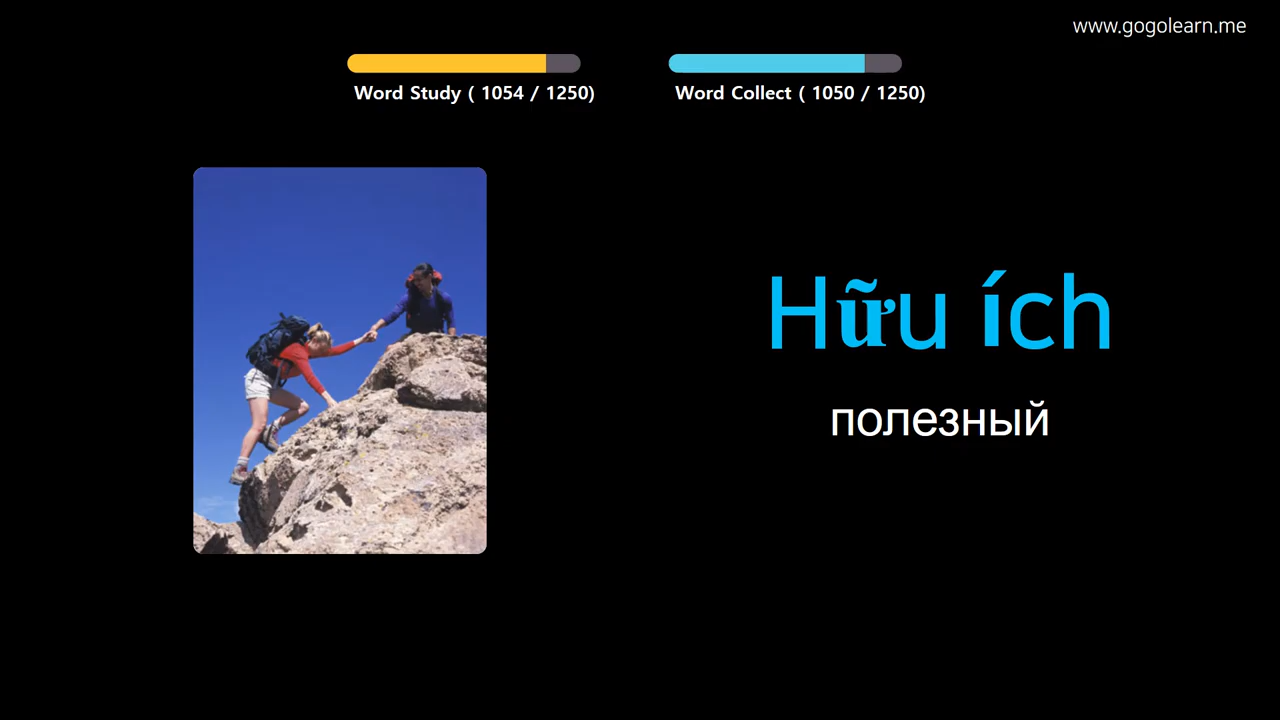 www.gogolearn.me
Word Study ( 1054 / 1250)
Word Collect ( 1050 / 1250)
Hữu ích
полезный